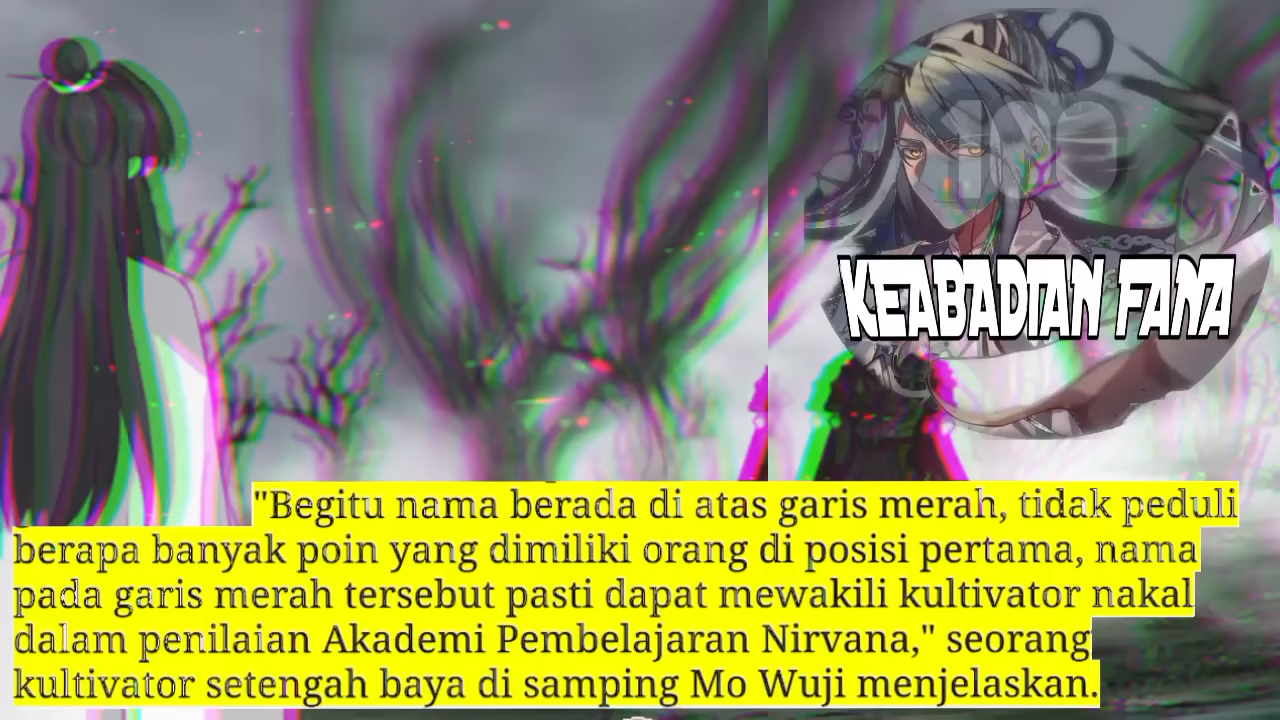 100
KEABADIAN FANA
"Begitu nama berada di atas garis merah, tidak peduli
berapa banyak poin yang dimiliki orang di posisi pertama, nama
pada garis merah tersebut pasti dapat mewakili kultivator nakal
dalam penilaian Akademi Pembelajaran Nirvana," seorang
kultivator setengah baya di samping Mo Wuji menjelaskan.